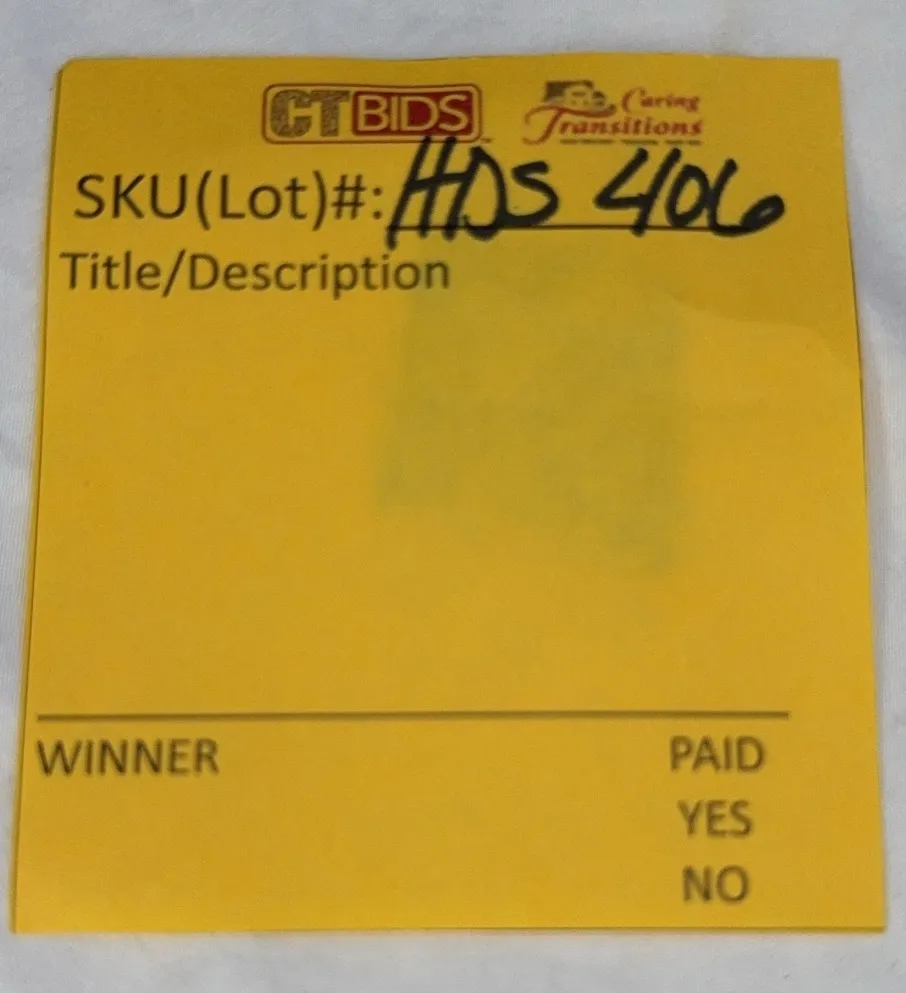 CTBIDS Caring Transitions
SKU(Lot)#: HDS 406
Title/Description
WINNER PAID
YES
NO